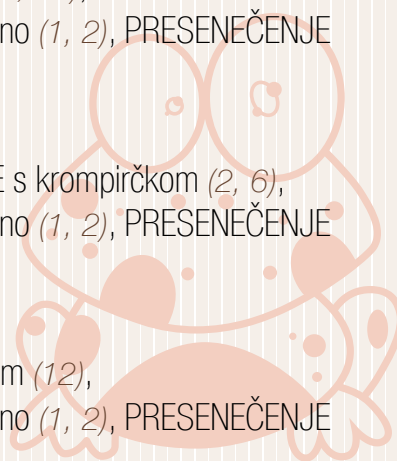 no (1, 2), PRESENEČENJE
E s krompirčkom (2, 6),
no (1, 2), PRESENEČENJE
m (12),
no (1, 2), PRESENEČENJE